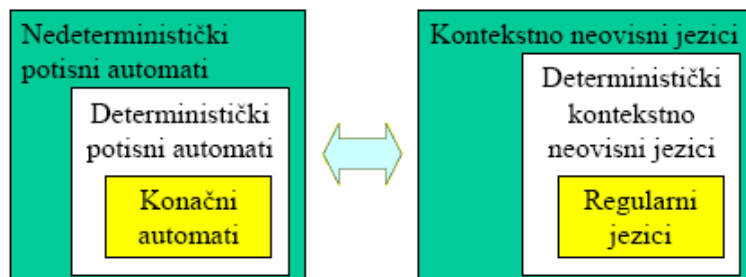 Nedeterministički
potisni automati
Deterministički
potisni automati
Konačni
automati
Kontekstno neovisni jezici
Deterministički
kontekstno
neovisni jezici
Regularni
jezici